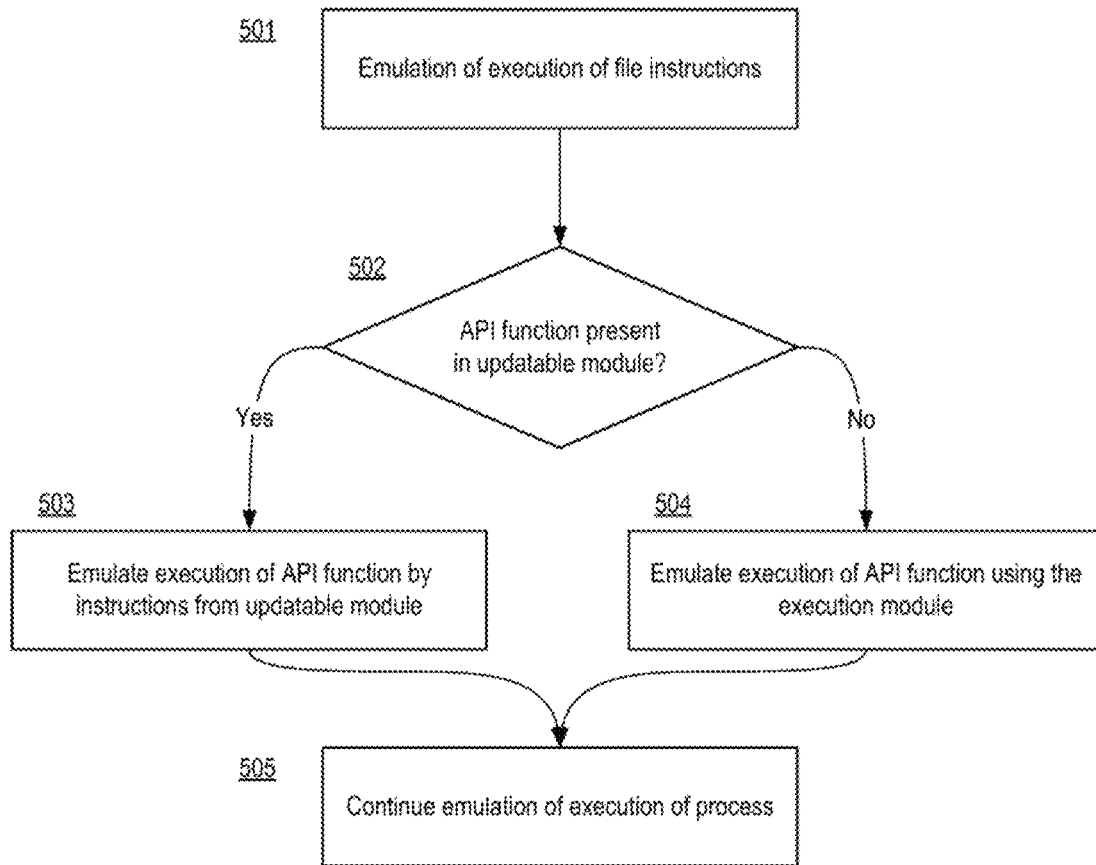 501
Emulation of execution of file instructions
502
API function present
in updatable module?
Yes
No
503
504
Emulate execution of API function by
instructions from updatable module
Emulate execution of API function using the
execution module
505
Continue emulation of execution of process